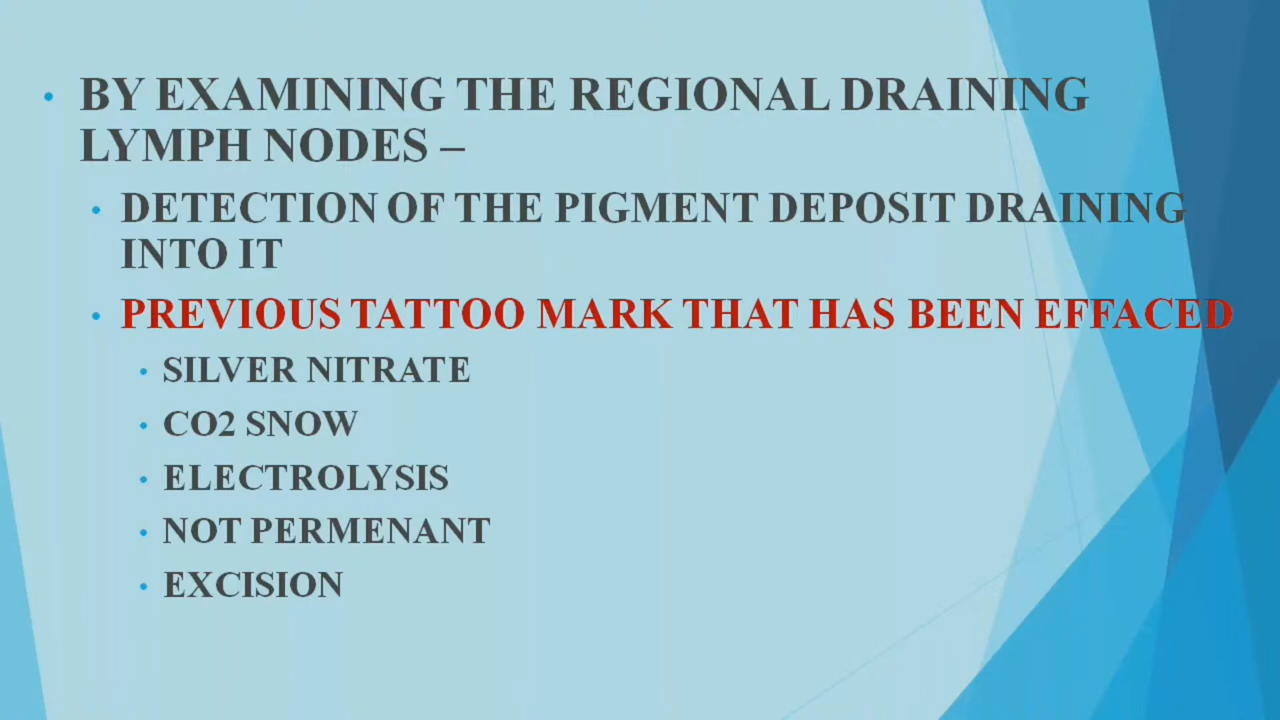 BY EXAMINING THE REGIONAL DRAINING
LYMPH NODES –
DETECTION OF THE PIGMENT DEPOSIT DRAINING
INTO IT
PREVIOUS TATTOO MARK THAT HAS BEEN EFFACED
SILVER NITRATE
CO2 SNOW
ELECTROLYSIS
NOT PERMENANT
EXCISION